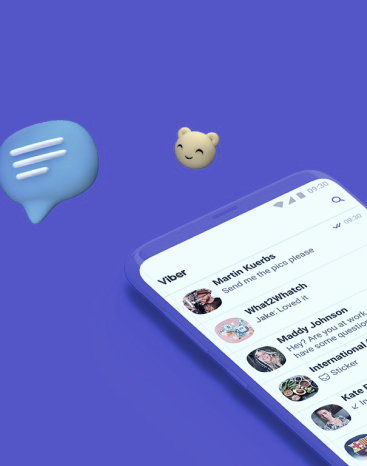 09:30
Viber
Martin Kuerbs
09:30
Send me the pics please
What2Whatch
Jake: Loved it
Maddy Johnson
Hey? Are you at work
have some question
International
Sticker
Kate